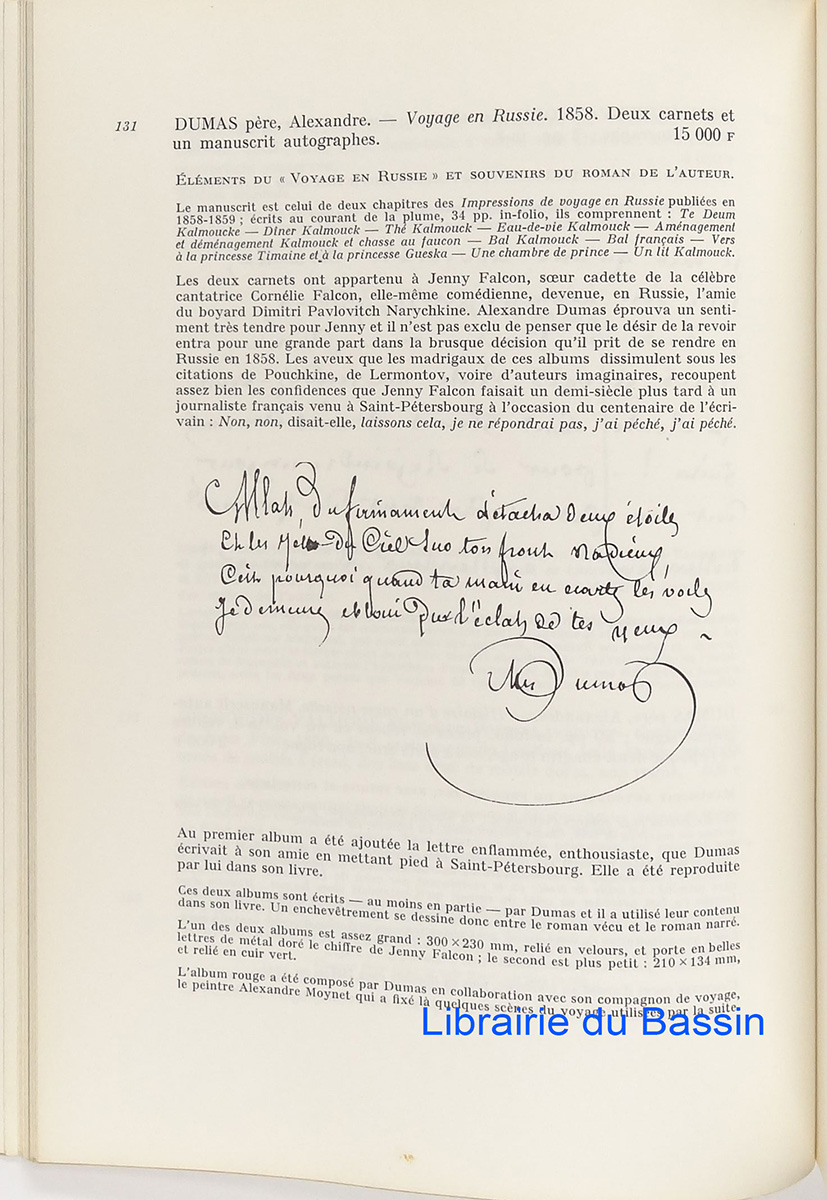 131
DUMAS père, Alexandre. — Voyage en Russie. 1858. Deux carnets et
un manuscrit autographes. 15 000 F
ÉLÉMENTS DU « VOYAGE EN RUSSIE » ET SOUVENIRS DU ROMAN DE L'AUTEUR.
Le manuscrit est celui de deux chapitres des Impressions de voyage en Russie publiées en
1858-1859 ; écrits au courant de la plume, 34 pp. in-folio, ils comprennent : Te Deum
Kalmoucke — Dîner Kalmouck — Thé Kalmouck — Eau-de-vie Kalmouck — Aménagement
et déménagement Kalmouck et chasse au faucon — Bal Kalmouck — Bal français — Vers
à la princesse Timaine et à la princesse Gueska — Une chambre de prince — Un lit Kalmouck.
Les deux carnets ont appartenu à Jenny Falcon, sœur cadette de la célèbre
cantatrice Cornélie Falcon, elle-même comédienne, devenue, en Russie, l'amie
du boyard Dimitri Pavlovitch Narychkine. Alexandre Dumas éprouva un senti-
ment très tendre pour Jenny et il n'est pas exclu de penser que le désir de la revoir
entra pour une grande part dans la brusque décision qu'il prit de se rendre en
Russie en 1858. Les aveux que les madrigaux de ces albums dissimulent sous les
citations de Pouchkine, de Lermontov, voire d'auteurs imaginaires, recoupent
assez bien les confidences que Jenny Falcon faisait un demi-siècle plus tard à un
journaliste français venu à Saint-Pétersbourg à l'occasion du centenaire de l'écri-
vain : Non, non, disait-elle, laissons cela, je ne répondrai pas, j'ai péché, j'ai péché.
Allah, du firmament détacha deux étoiles
Et les du Ciel sur ton front radieux,
C'est pourquoi quand ta main en écarte les voiles
Je demeure ébloui par l'éclat de tes yeux
Alex Dumas
Au premier album a été ajoutée la lettre enflammée, enthousiaste, que Dumas
écrivait à son amie en mettant pied à Saint-Pétersbourg. Elle a été reproduite
par lui dans son livre.
Ces deux albums sont écrits — au moins en partie — par Dumas et il a utilisé leur contenu
dans son livre. Un enchevêtrement se dessine donc entre le roman vécu et le roman narré.
L'un des deux albums est assez grand : 300 × 230 mm, relié en velours, et porte en belles
lettres de métal doré le chiffre de Jenny Falcon ; le second est plus petit : 210 × 134 mm,
et relié en cuir vert.
L'album rouge a été composé par Dumas en collaboration avec son compagnon de voyage,
le peintre Alexandre Moynet qui a fixé là quelques scènes du voyage utilisées par la suite.
Librairie du Bassin